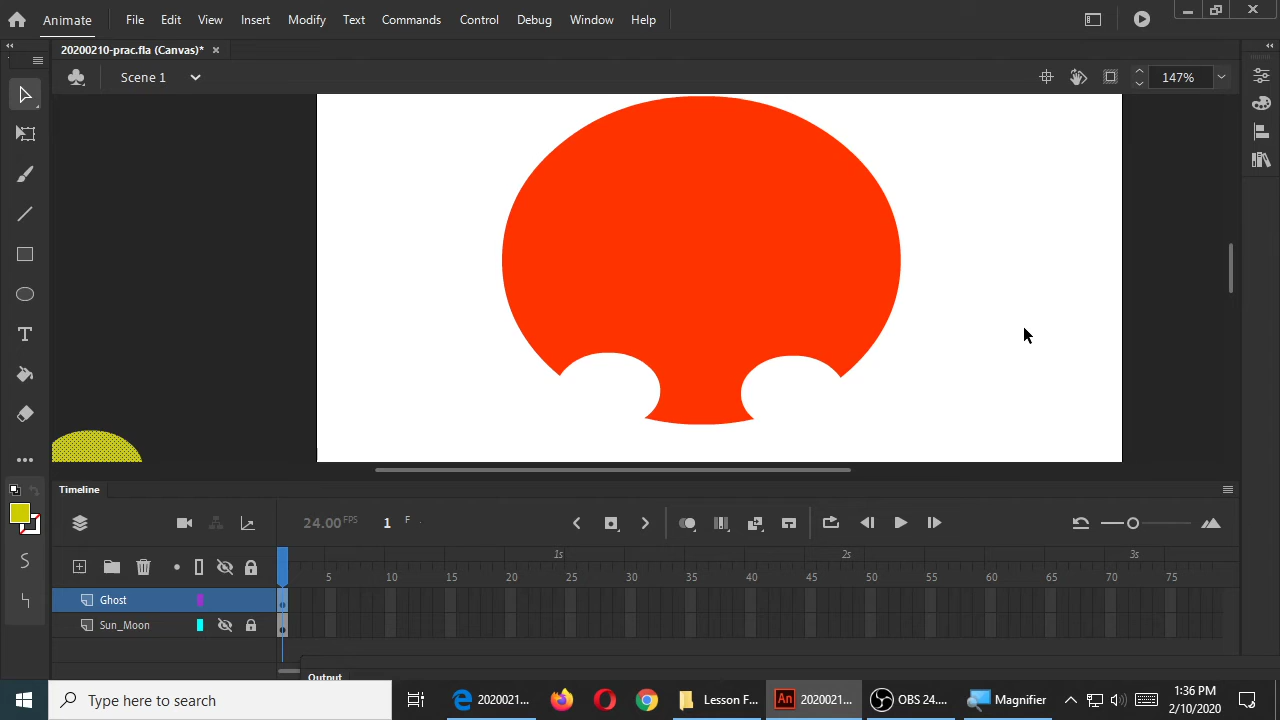 Animate File Edit View Insert Modify Text Commands Control Debug Window Help
20200210-prac.fla (Canvas)*
Scene 1 147%
T
Timeline
24.00 FPS 1 F
1s 2s 3s
5 10 15 20 25 30 35 40 45 50 55 60 65 70 75
Ghost
Sun_Moon
Output
Type here to search 2020021... Lesson F... An 2020021... OBS 24.... Magnifier 1:36 PM
2/10/2020